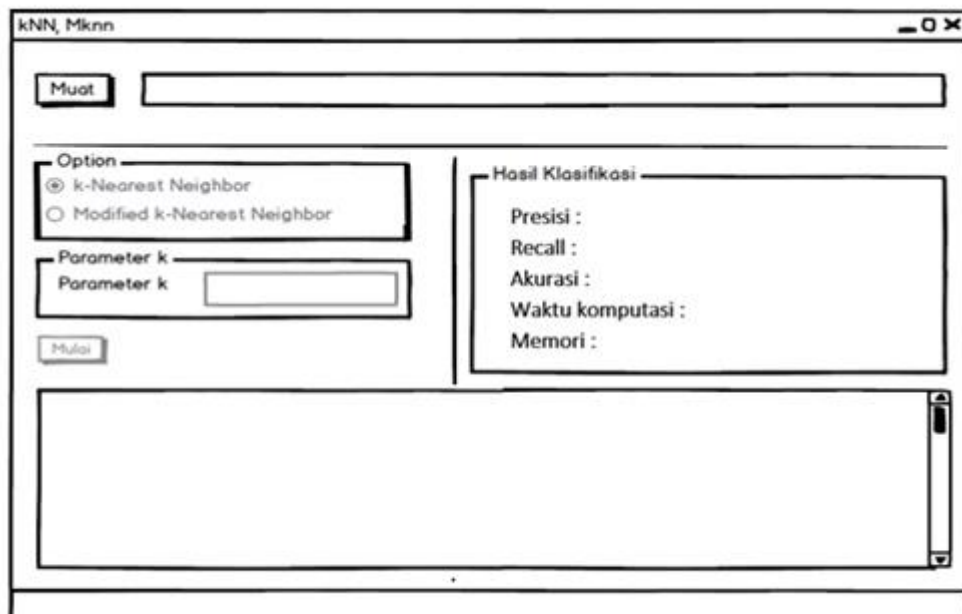 kNN, Mknn
Muat
Option
k-Nearest Neighbor
Modified k-Nearest Neighbor
Parameter k
Parameter k
Mulai
Hasil Klasifikasi
Presisi :
Recall :
Akurasi :
Waktu komputasi :
Memori :